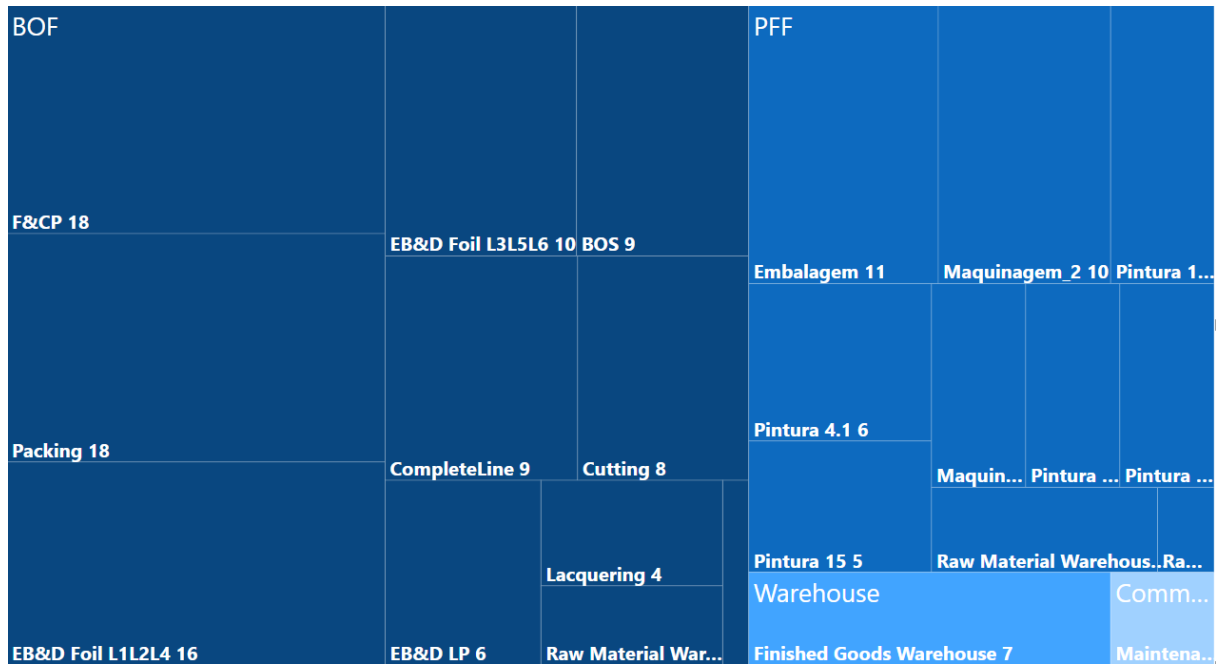 BOF
F&CP 18
Packing 18
EB&D Foil L1L2L4 16
EB&D Foil L3L5L6 10
BOS 9
CompleteLine 9
Cutting 8
EB&D LP 6
Lacquering 4
Raw Material War...
PFF
Embalagem 11
Maquinagem_2 10
Pintura 1...
Pintura 4.1 6
Pintura 15 5
Maquin...
Pintura ...
Pintura ...
Raw Material Warehous...
Ra...
Warehouse
Finished Goods Warehouse 7
Comm...
Maintena...